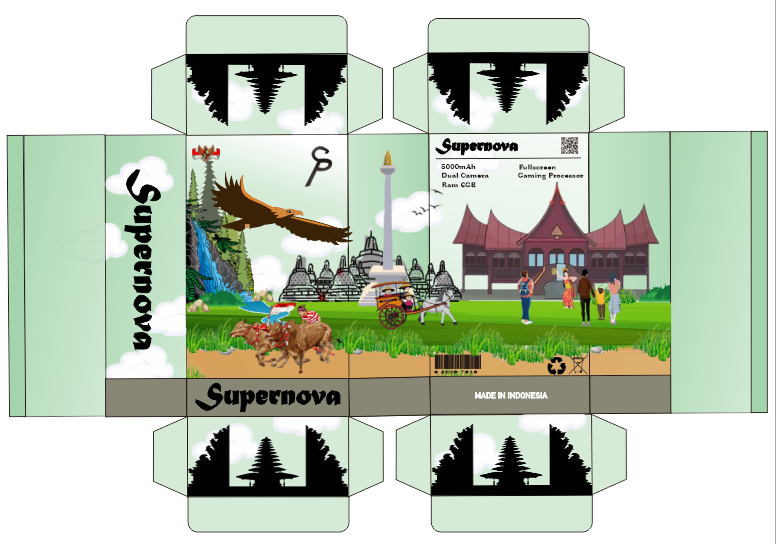 Supernova
Supernova
5000mAh
Dual Camera
Ram 6GB
Fullscreen
Gaming Processor
Supernova
MADE IN INDONESIA